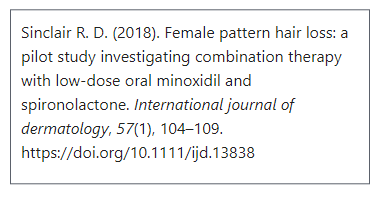 Sinclair R. D. (2018). Female pattern hair loss: a
pilot study investigating combination therapy
with low-dose oral minoxidil and
spironolactone. International journal of
dermatology, 57(1), 104–109.
https://doi.org/10.1111/ijd.13838